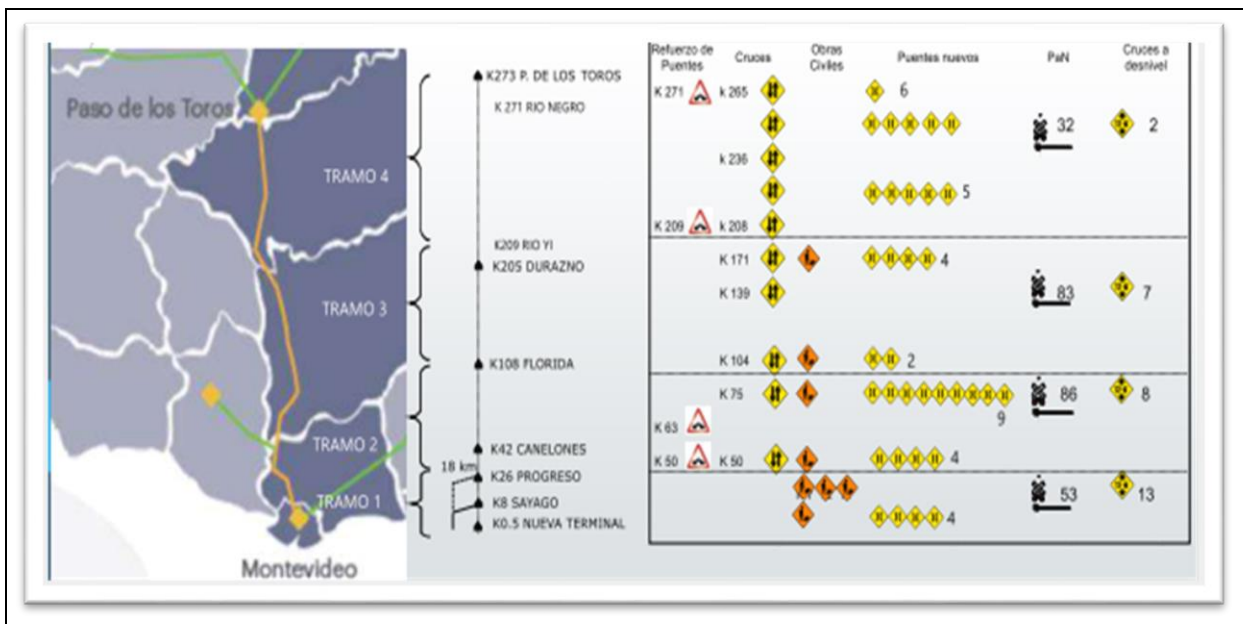 Paso de los Toros
TRAMO 4
TRAMO 3
TRAMO 2
TRAMO 1
Montevideo
K273 P. DE LOS TOROS
K 271 RIO NEGRO
K209 RIO YI
K205 DURAZNO
K108 FLORIDA
K42 CANELONES
18 km
K26 PROGRESO
K8 SAYAGO
K0.5 NUEVA TERMINAL
Refuerzo de Puentes
Cruces
Obras Civiles
Puentes nuevos
PaN
Cruces a desnivel
K 271 k 265 6
32 2
k 236
5
K 209 k 208
K 171 4
K 139 83 7
K 104 2
K 75 9 86 8
K 63
K 50 K 50 4
53 13
4